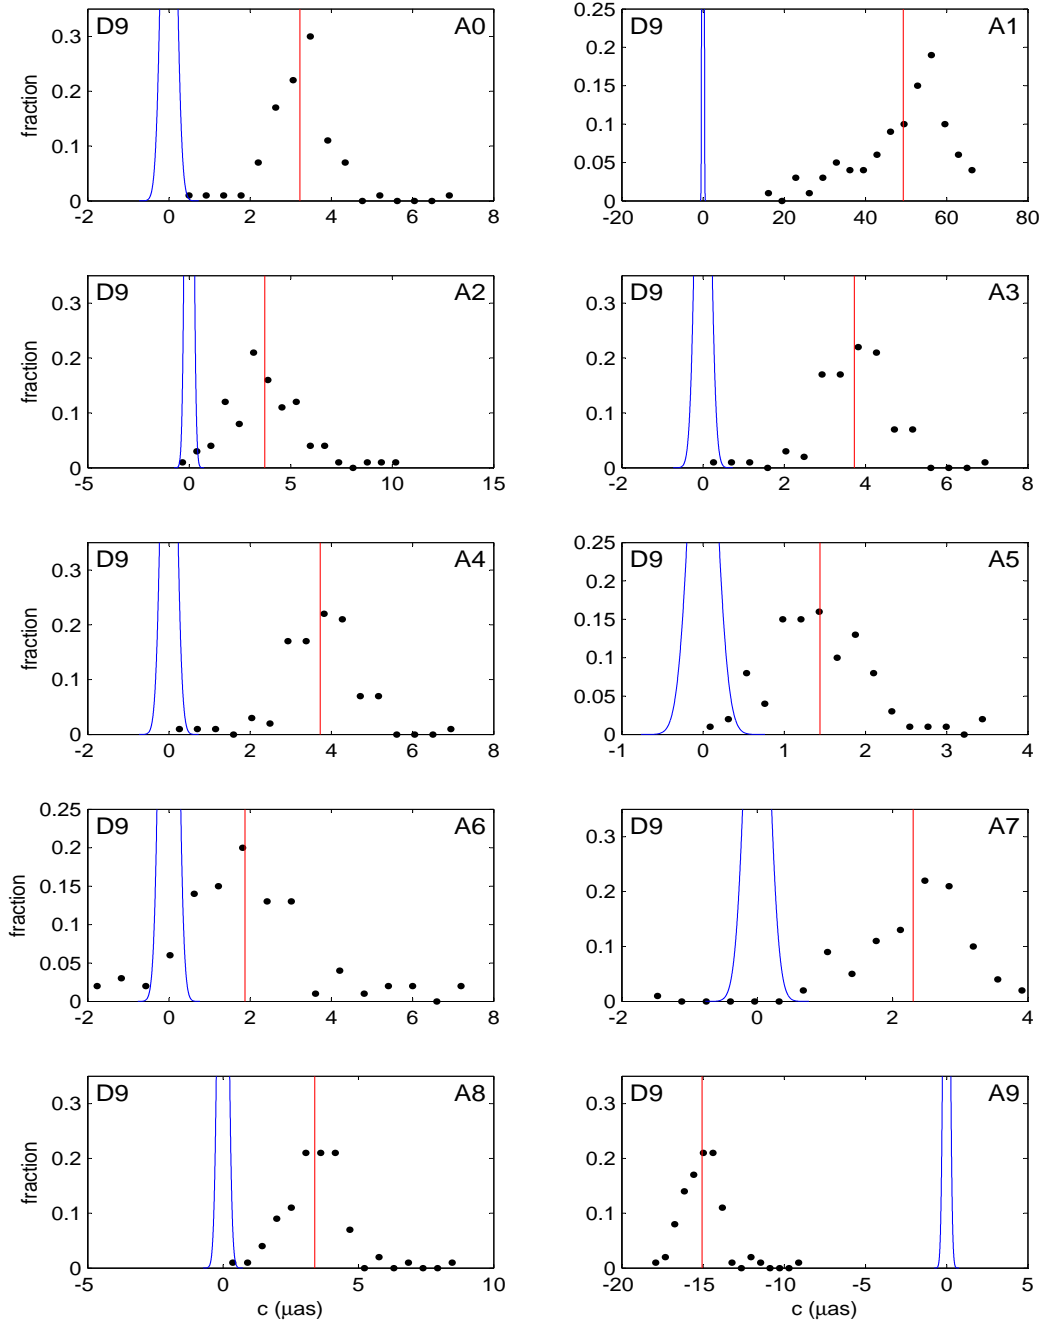 D9 A0 D9 A1
0.3 0.25
0.2 0.2
0.15
0.1 0.1
0.05
0 0
fraction
-2 0 2 4 6 8 -20 0 20 40 60 80
D9 A2 D9 A3
0.3 0.3
0.2 0.2
0.1 0.1
0 0
fraction
-5 0 5 10 15 -2 0 2 4 6 8
D9 A4 D9 A5
0.3 0.25
0.2 0.2
0.15
0.1 0.1
0.05
0 0
fraction
-2 0 2 4 6 8 -1 0 1 2 3 4
D9 A6 D9 A7
0.25 0.3
0.2 0.2
0.15
0.1 0.1
0.05
0 0
fraction
-2 0 2 4 6 8 -2 0 2 4
D9 A8 D9 A9
0.3 0.3
0.2 0.2
0.1 0.1
0 0
fraction
-5 0 5 10 -20 -15 -10 -5 0 5
c (μas) c (μas)